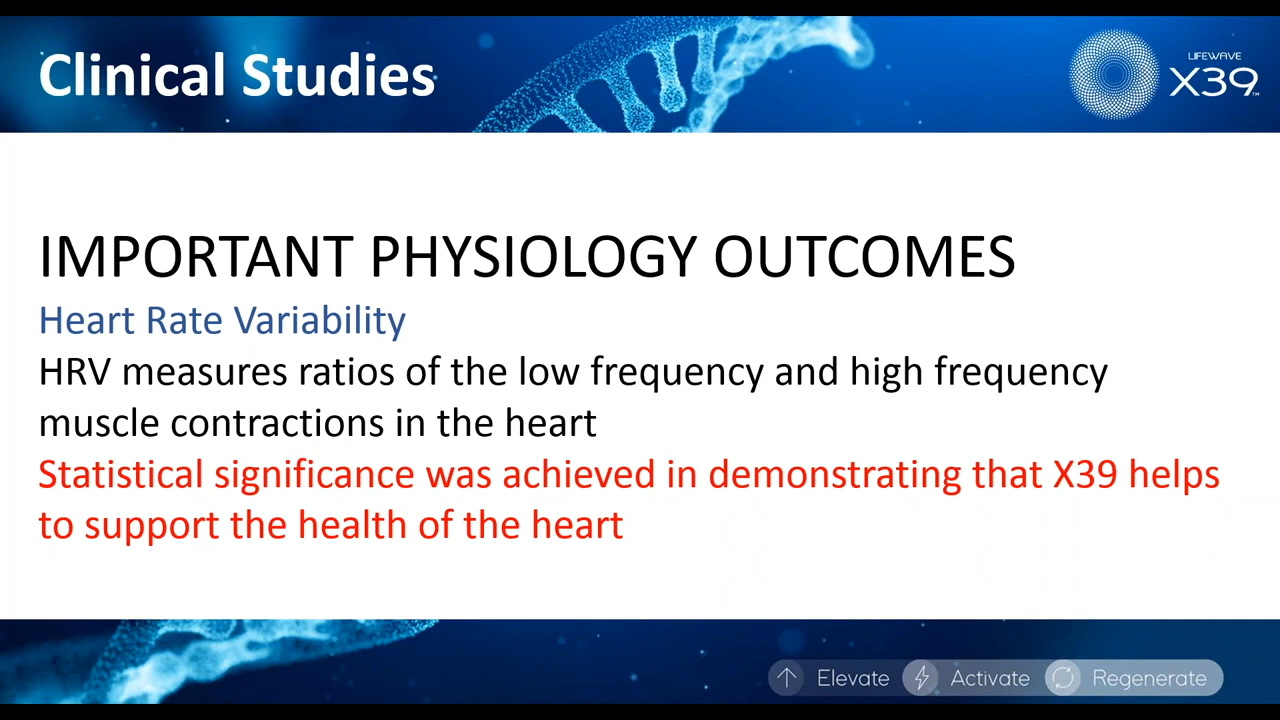 Clinical Studies
LIFEWAVE
X39™
IMPORTANT PHYSIOLOGY OUTCOMES
Heart Rate Variability
HRV measures ratios of the low frequency and high frequency
muscle contractions in the heart
Statistical significance was achieved in demonstrating that X39 helps
to support the health of the heart
Elevate Activate Regenerate